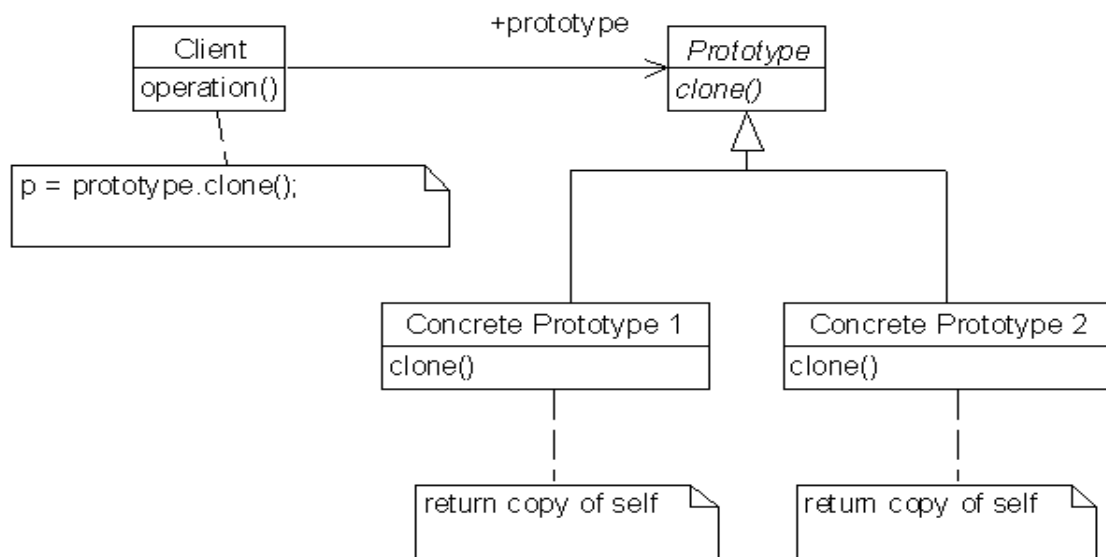 +prototype
Client
Prototype
operation()
clone()
p = prototype.clone();
Concrete Prototype 1
Concrete Prototype 2
clone()
clone()
return copy of self
return copy of self